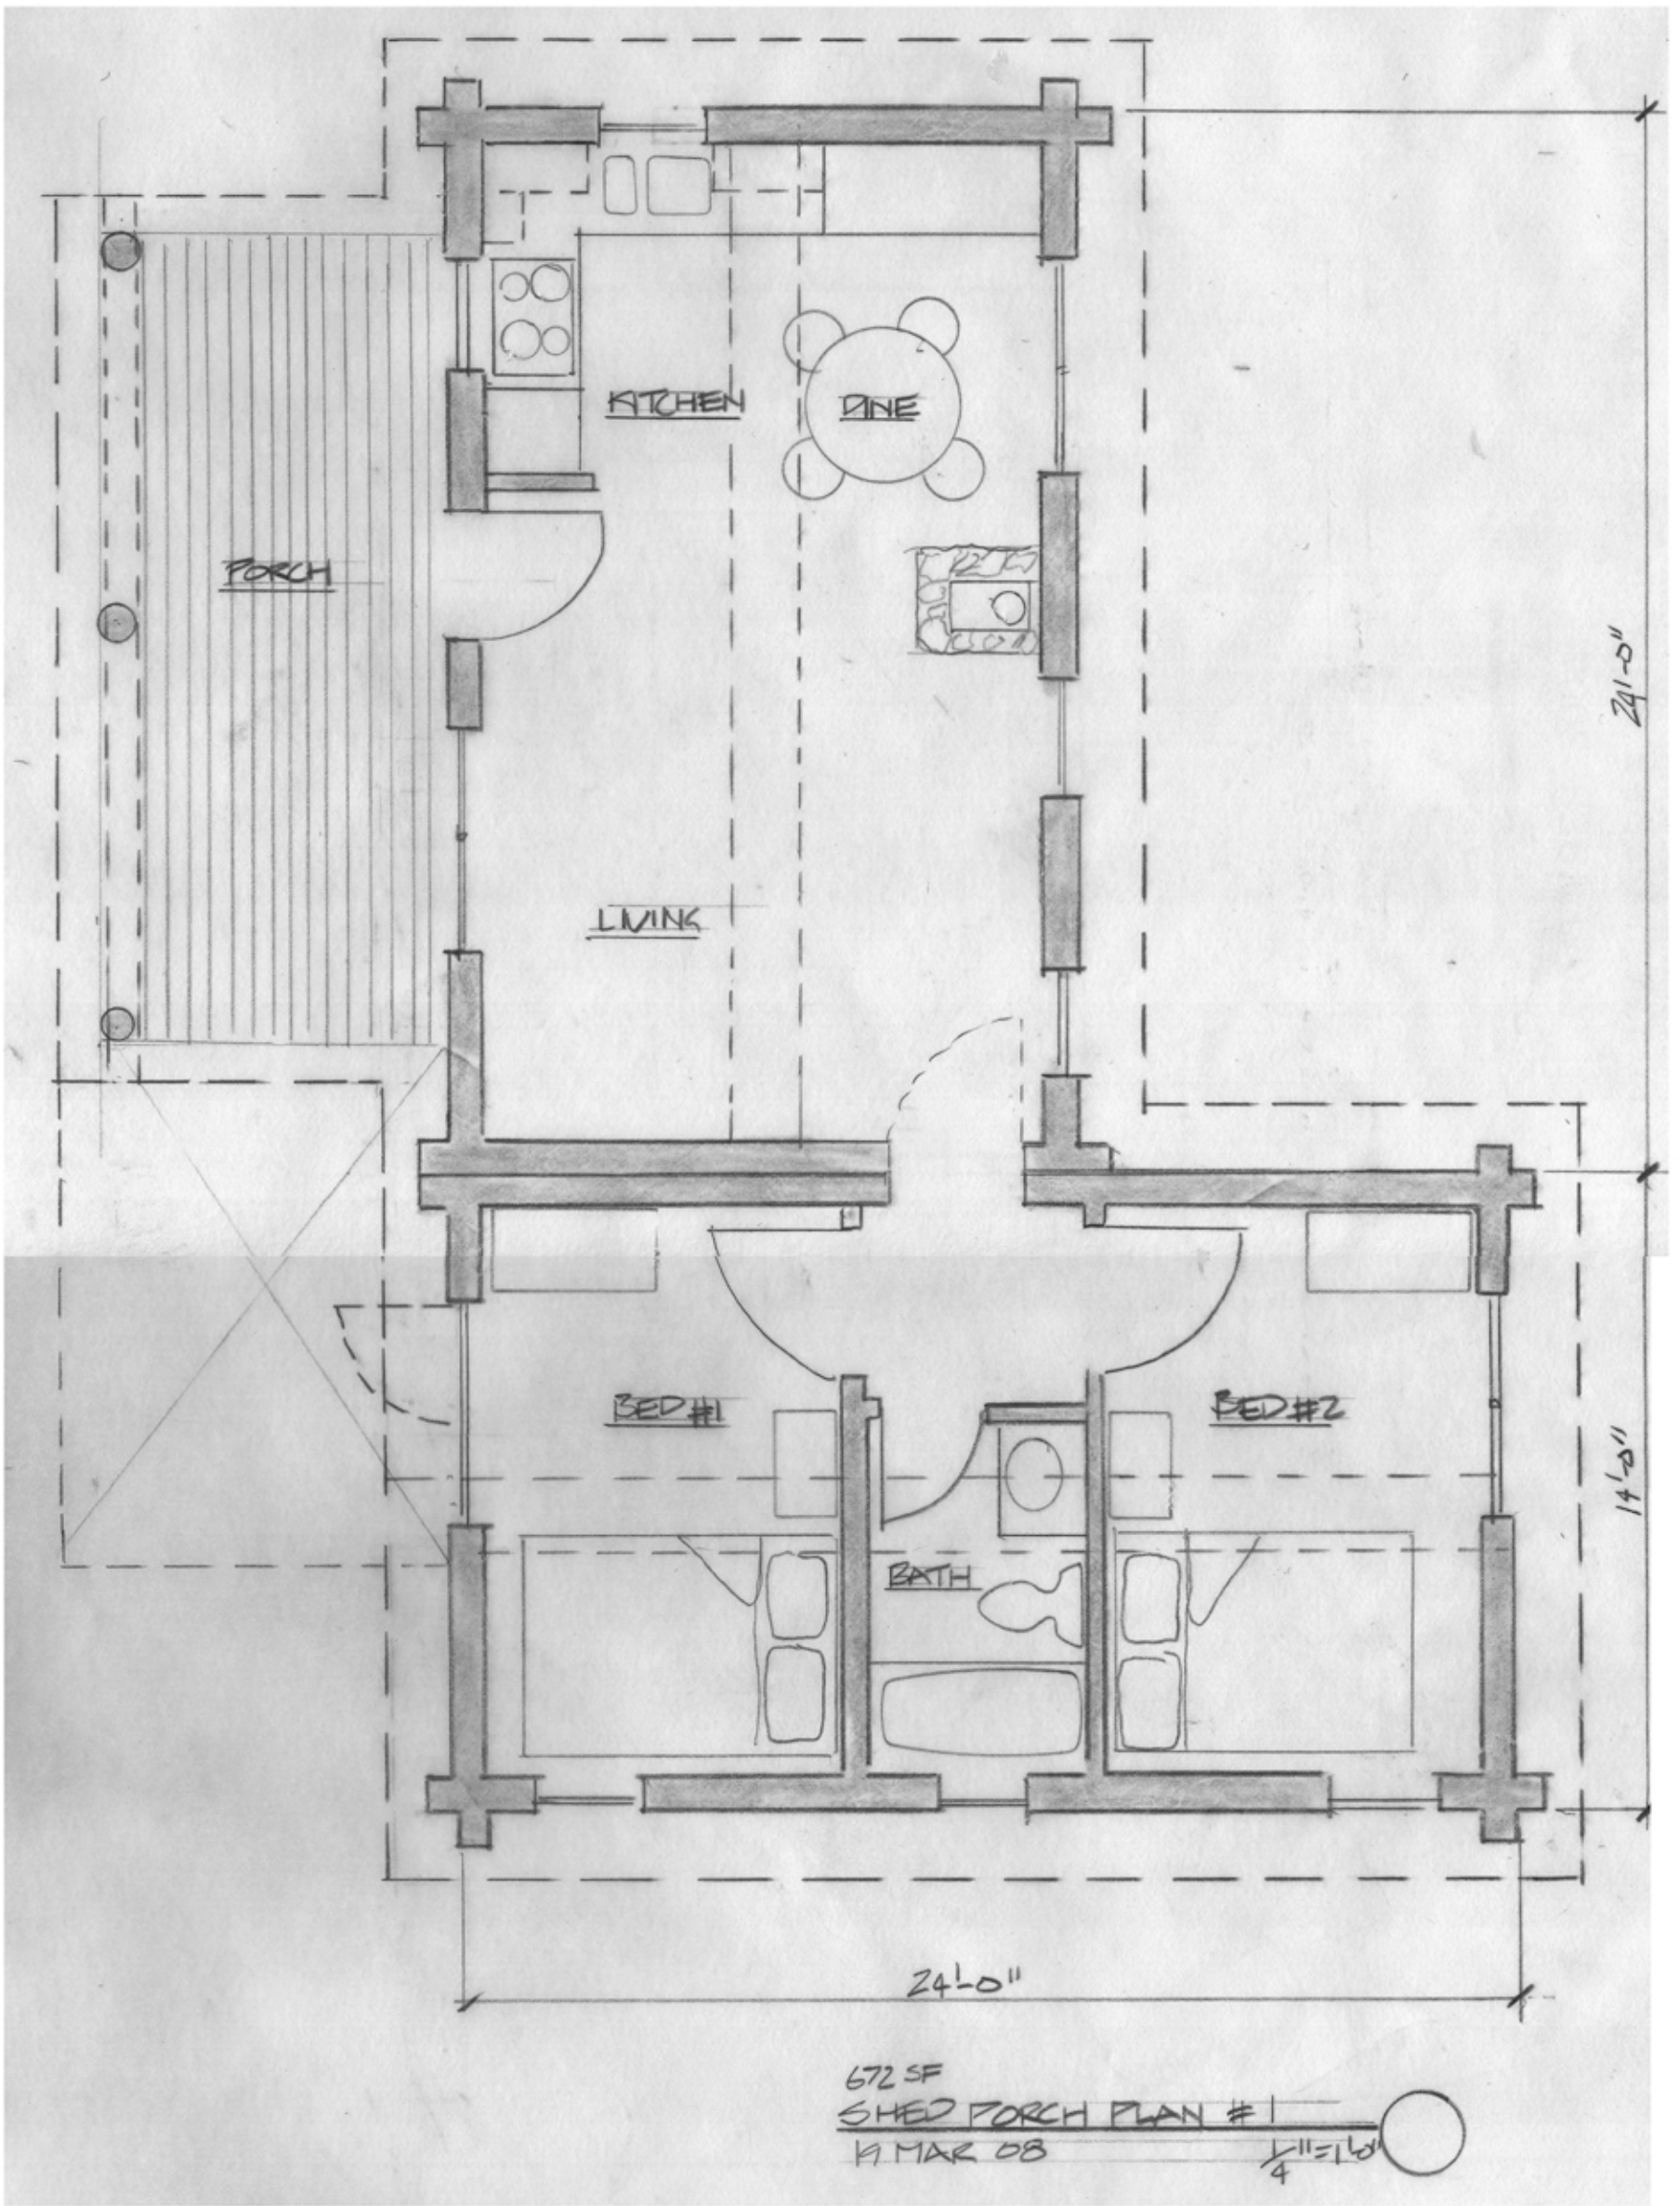 KITCHEN
DINE
PORCH
24'-0"
LIVING
BED #1
BED #2
14'-0"
BATH
24'-0"
672 SF
SHED PORCH PLAN #1
19 MAR 08
1/4"=1'-0"